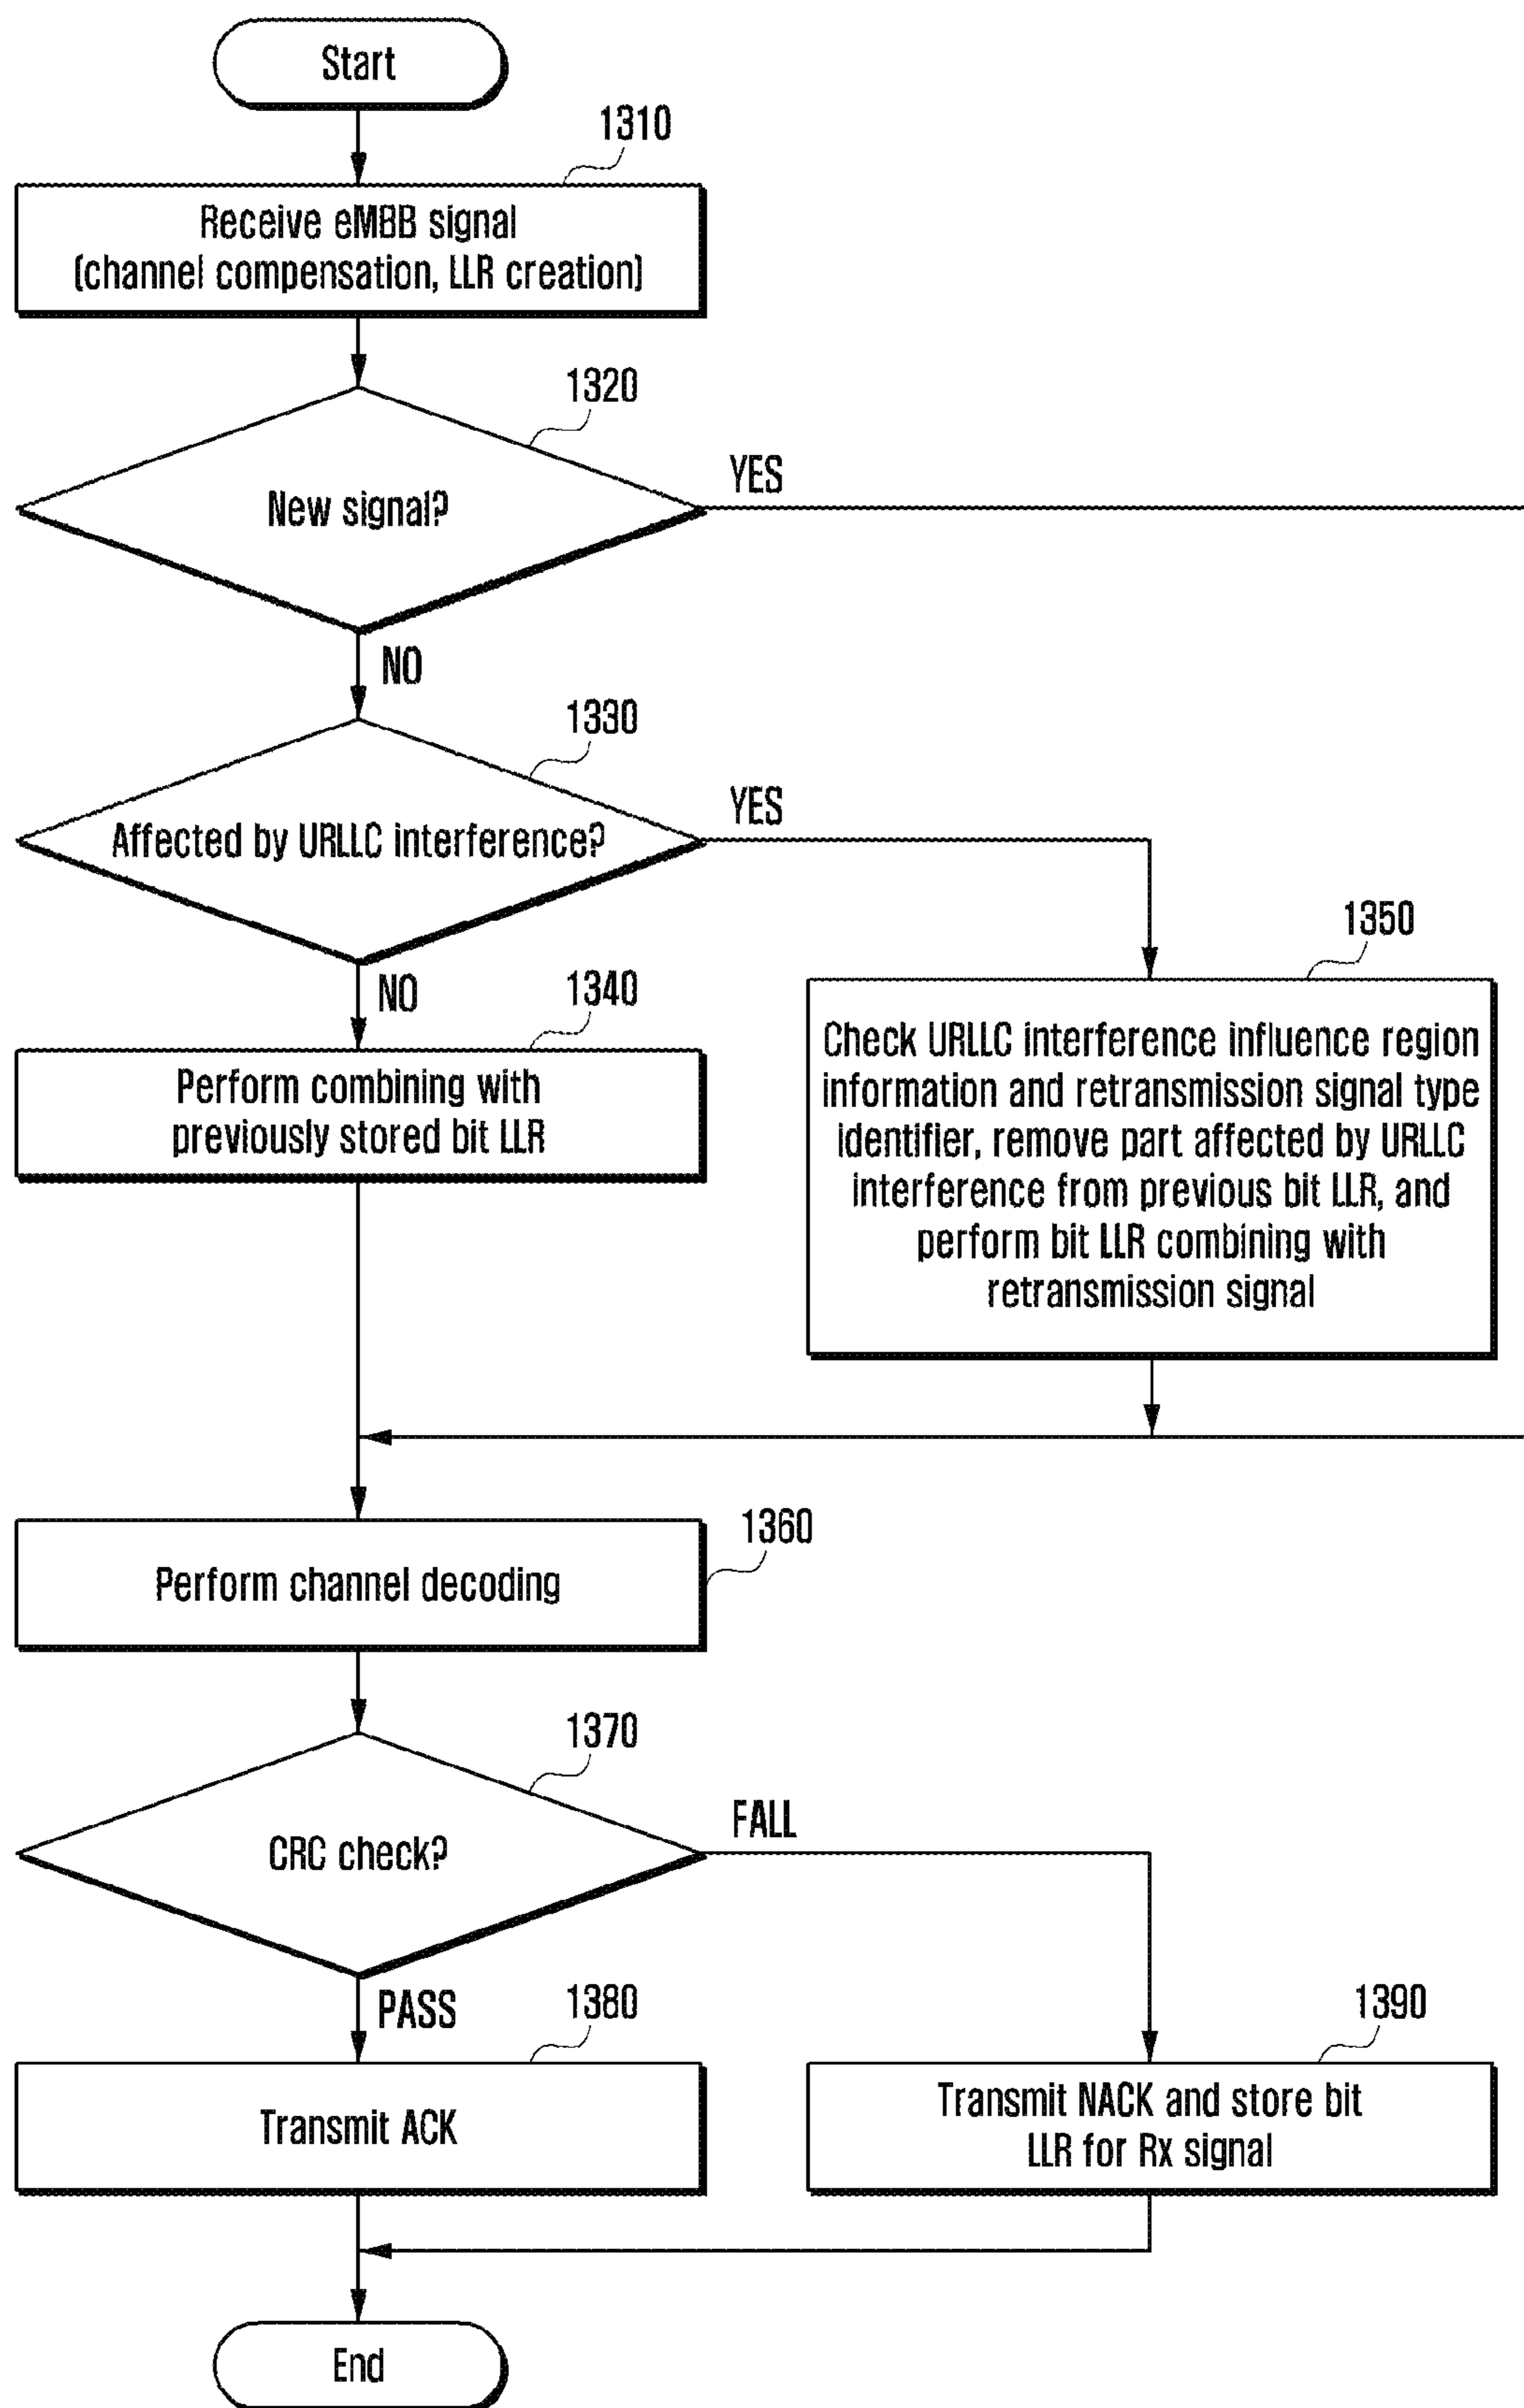 Start
1310
Receive eMBB signal
(channel compensation, LLR creation)
1320
New signal?
YES
NO
1330
Affected by URLLC interference?
YES
NO
1340
Perform combining with
previously stored bit LLR
1350
Check URLLC interference influence region
information and retransmission signal type
identifier, remove part affected by URLLC
interference from previous bit LLR, and
perform bit LLR combining with
retransmission signal
1360
Perform channel decoding
1370
CRC check?
FALL
PASS
1380
Transmit ACK
1390
Transmit NACK and store bit
LLR for Rx signal
End